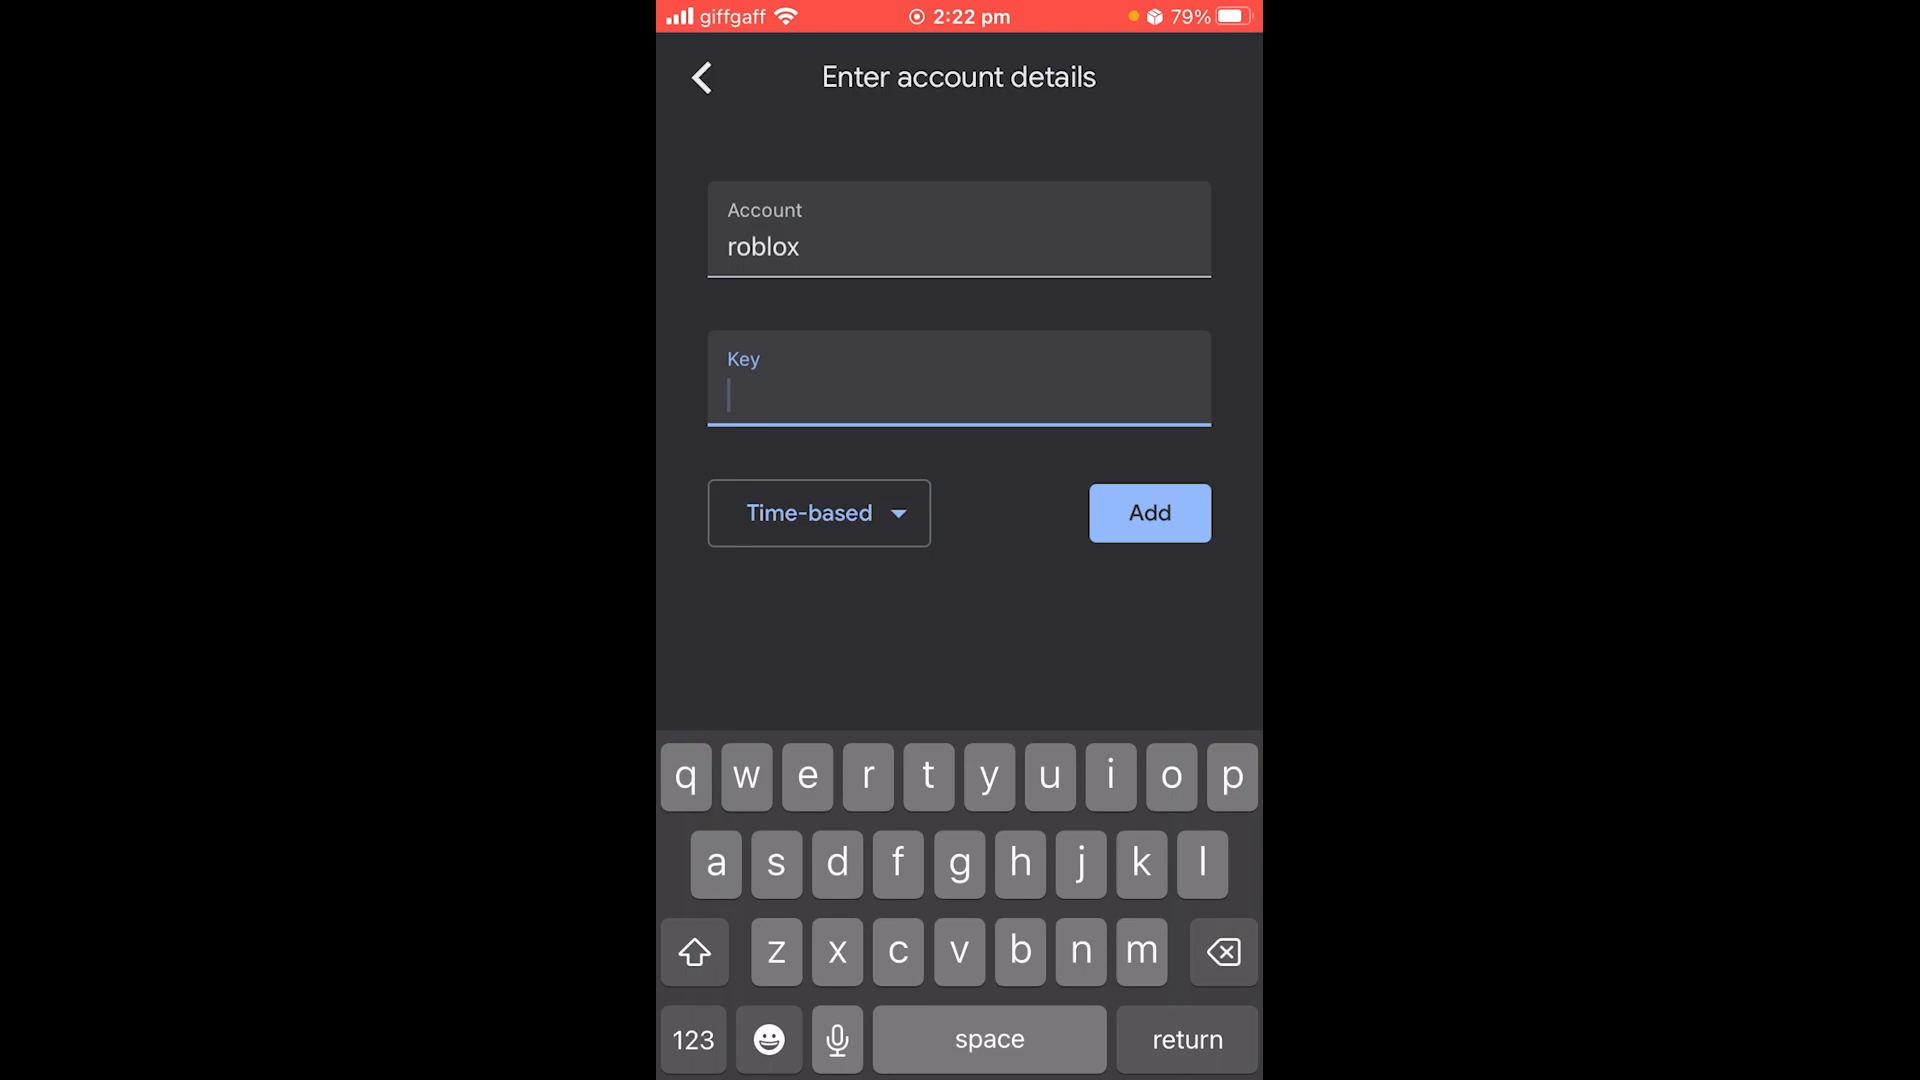 giffgaff 2:22 pm 79%
Enter account details
Account
roblox
Key
Time-based Add
q w e r t y u i o p
a s d f g h j k l
z x c v b n m
123 space return